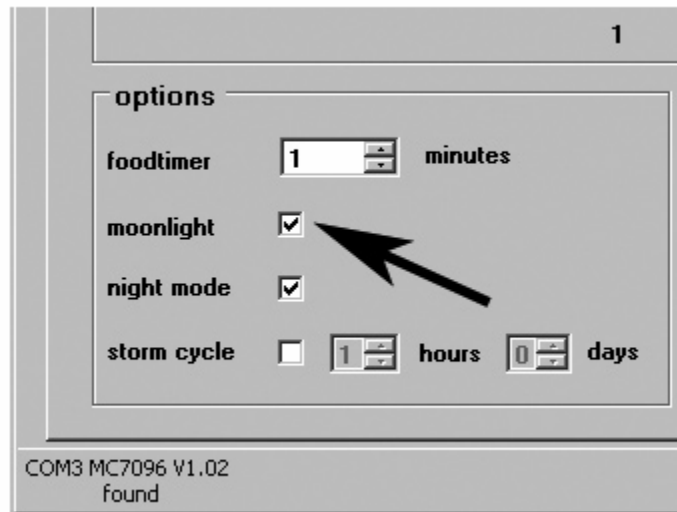 1
options
foodtimer 1 minutes
moonlight
night mode
storm cycle 1 hours 0 days
COM3 MC7096 V1.02
found